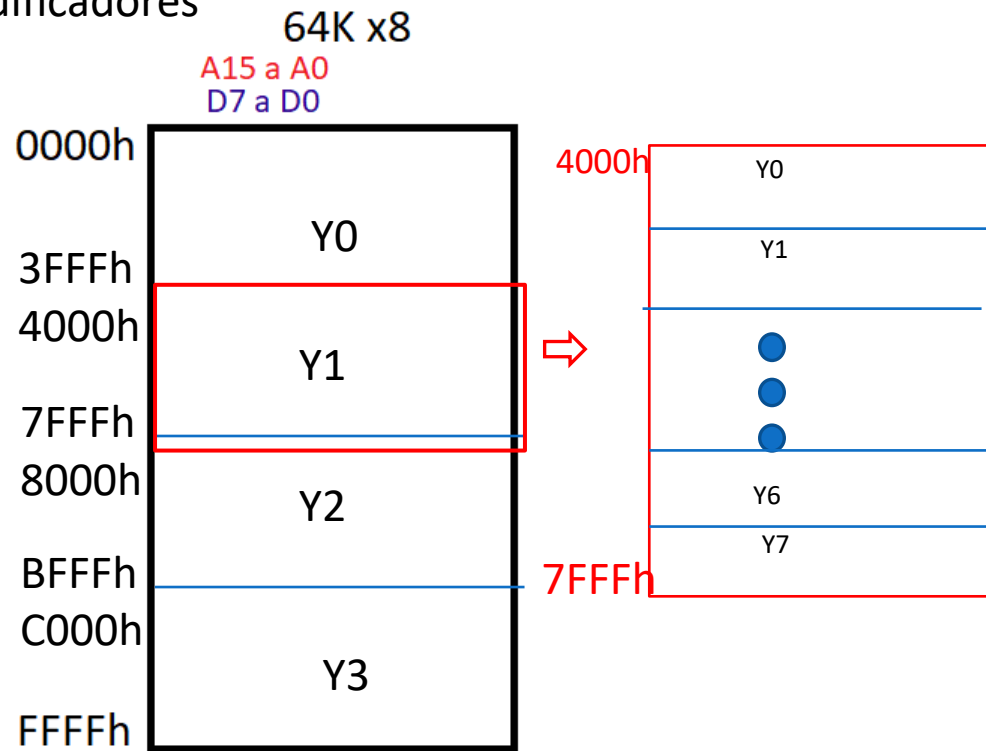 64K x8
A15 a A0
D7 a D0
0000h
Y0
3FFFh
4000h
Y1
7FFFh
8000h
Y2
BFFFh
C000h
Y3
FFFFh
4000h
Y0
Y1
Y6
Y7
7FFFh